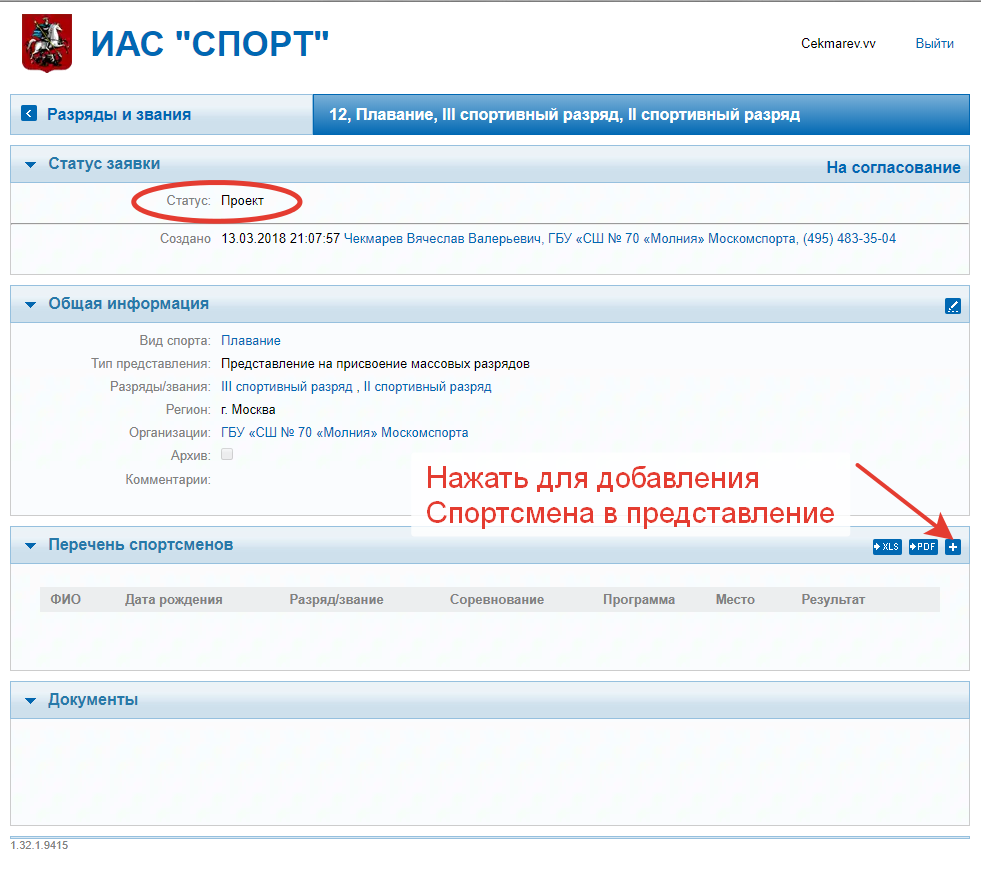 ИАС "СПОРТ"
Cekmarev.vv Выйти
Разряды и звания
12, Плавание, III спортивный разряд, II спортивный разряд
Статус заявки
На согласование
Статус: Проект
Создано 13.03.2018 21:07:57 Чекмарев Вячеслав Валерьевич, ГБУ «СШ № 70 «Молния» Москомспорта, (495) 483-35-04
Общая информация
Вид спорта: Плавание
Тип представления: Представление на присвоение массовых разрядов
Разряды/звания: III спортивный разряд , II спортивный разряд
Регион: г. Москва
Организации: ГБУ «СШ № 70 «Молния» Москомспорта
Архив:
Комментарии:
Нажать для добавления
Спортсмена в представление
Перечень спортсменов
XLS PDF +
ФИО Дата рождения Разряд/звание Соревнование Программа Место Результат
Документы
1.32.1.9415